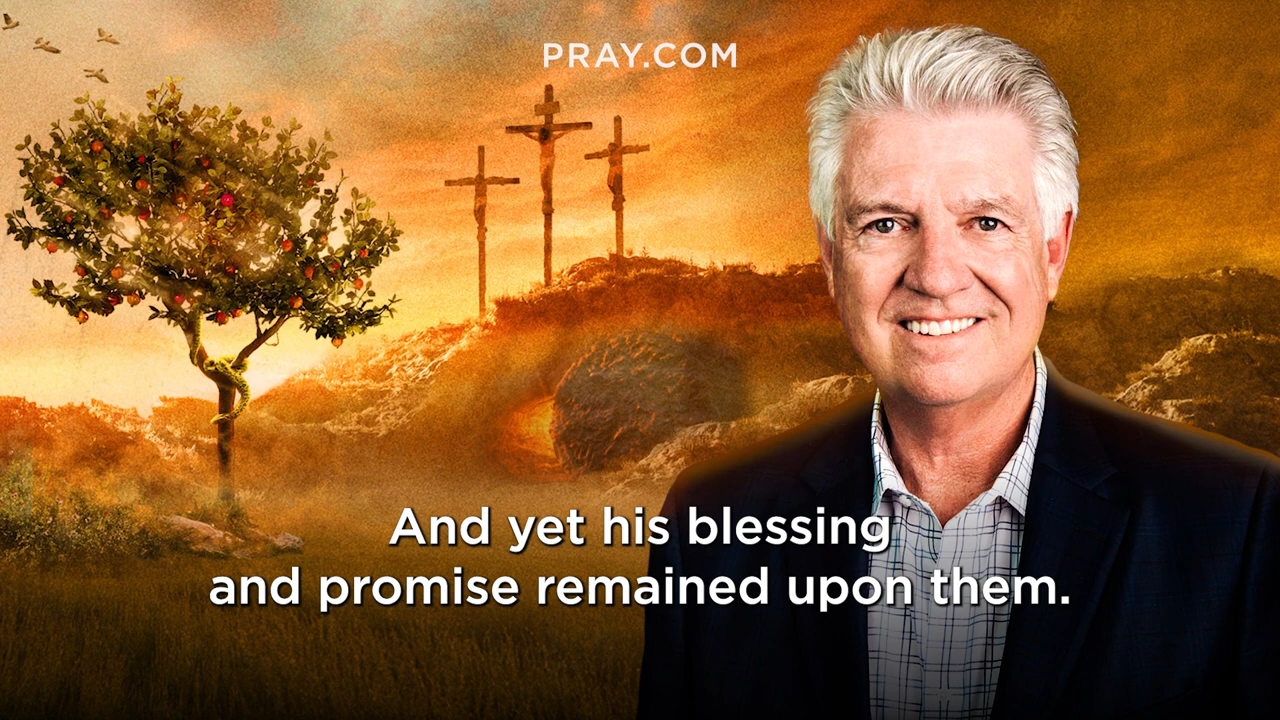 PRAY.COM
And yet his blessing
and promise remained upon them.